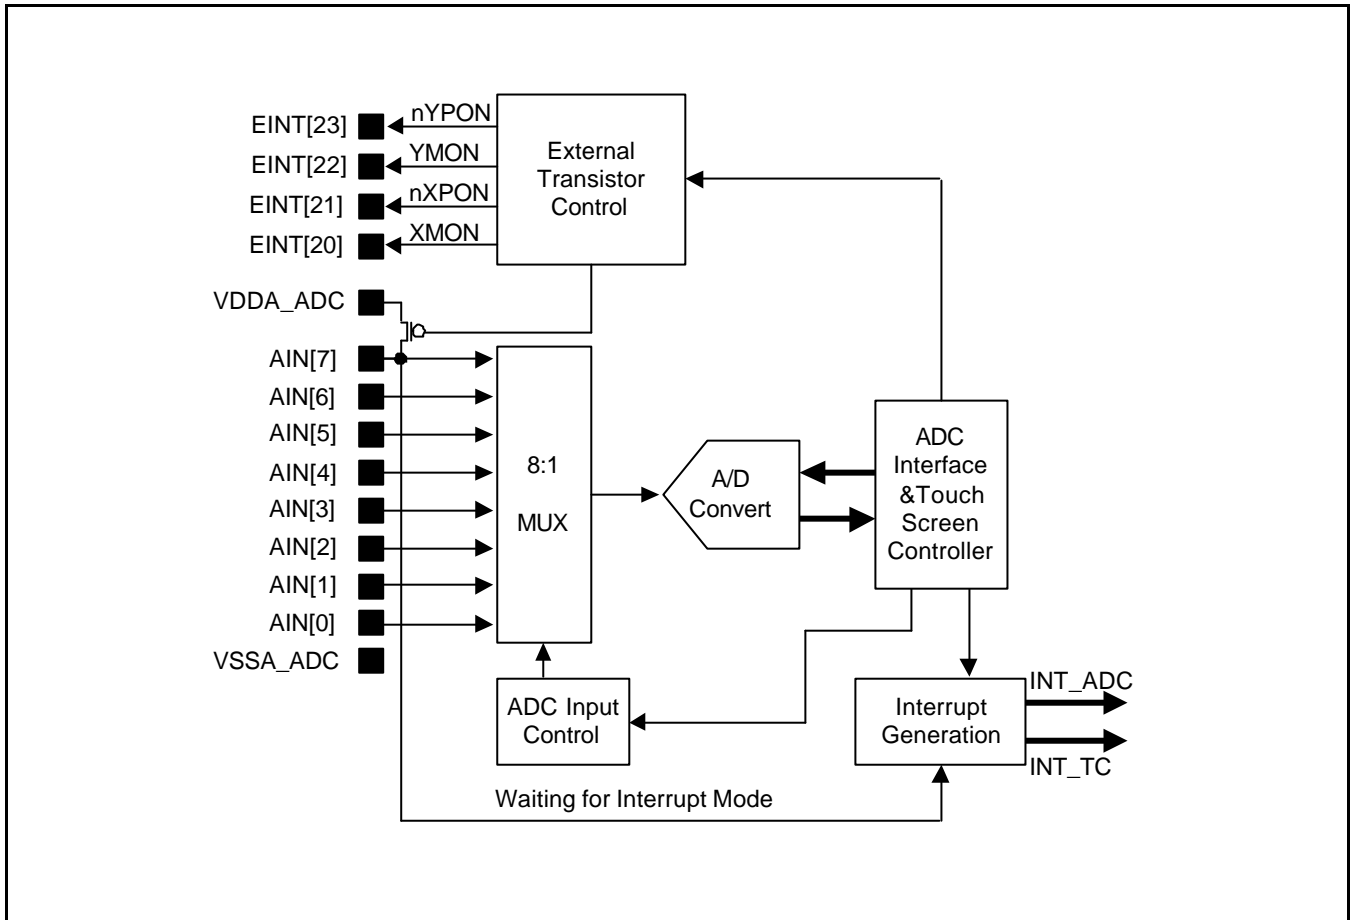 EINT[23]
nYPON
EINT[22]
YMON
EINT[21]
nXPON
EINT[20]
XMON
External
Transistor
Control
VDDA_ADC
AIN[7]
AIN[6]
AIN[5]
AIN[4]
AIN[3]
AIN[2]
AIN[1]
AIN[0]
VSSA_ADC
8:1
MUX
A/D
Convert
ADC
Interface
&Touch
Screen
Controller
ADC Input
Control
Interrupt
Generation
INT_ADC
INT_TC
Waiting for Interrupt Mode